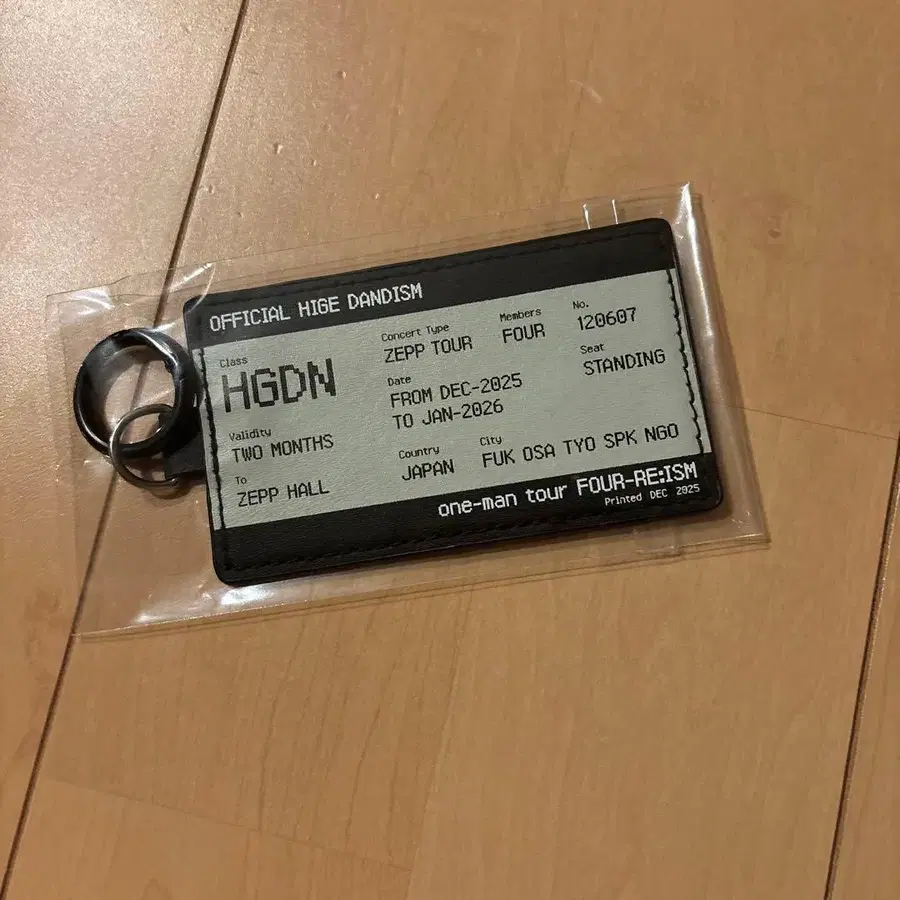 OFFICIAL HIGE DANDISM
Class
HGDN
Concert Type
ZEPP TOUR
Members
FOUR
No.
120607
Date
FROM DEC-2025
TO JAN-2026
Seat
STANDING
Validity
TWO MONTHS
Country
JAPAN
City
FUK OSA TYO SPK NGO
To
ZEPP HALL
one-man tour FOUR-RE:ISM
Printed DEC 2025